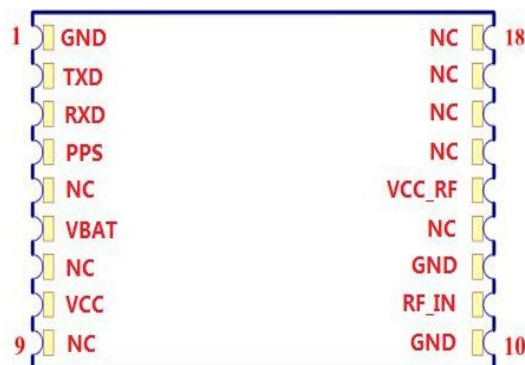 1 GND NC 18
TXD NC
RXD NC
PPS NC
NC VCC_RF
VBAT NC
NC GND
VCC RF_IN
9 NC GND 10